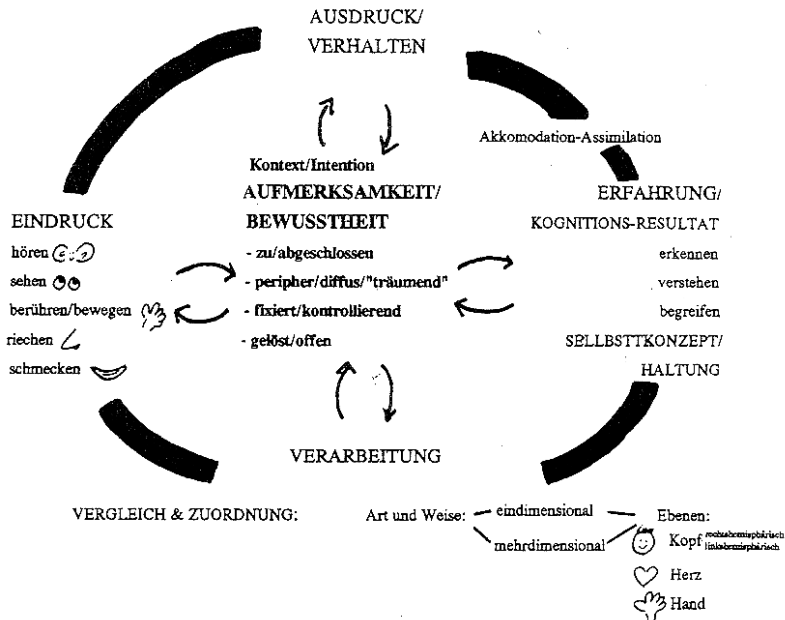 AUSDRUCK/
VERHALTEN
Akkomodation-Assimilation
Kontext/Intention
AUFMERKSAMKEIT/
BEWUSSTHEIT
- zu/abgeschlossen
- peripher/diffus/"träumend"
- fixiert/kontrollierend
- gelöst/offen
EINDRUCK
hören
sehen
berühren/bewegen
riechen
schmecken
ERFAHRUNG/
KOGNITIONS-RESULTAT
erkennen
verstehen
begreifen
SELLBSTTKONZEPT/
HALTUNG
VERARBEITUNG
VERGLEICH & ZUORDNUNG:
Art und Weise:
eindimensional
mehrdimensional
Ebenen:
Kopf
rechtshemisphärisch
linkshemisphärisch
Herz
Hand